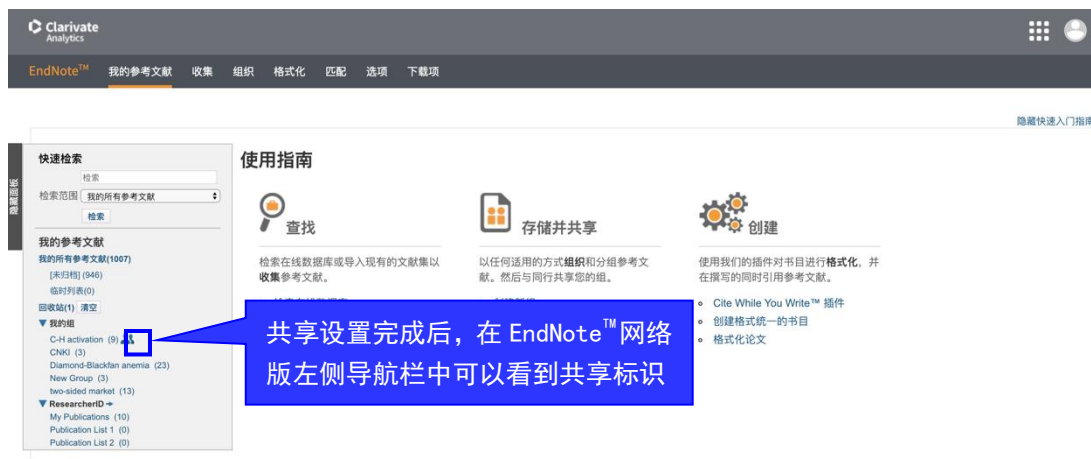 Clarivate
Analytics
EndNote™ 我的参考文献 收集 组织 格式化 匹配 选项 下载项
隐藏快速入门指南
隐藏面板
快速检索
检索
检索范围 我的所有参考文献
检索
我的参考文献
我的所有参考文献(1007)
[未归档] (946)
临时列表(0)
回收站(1) 清空
▼ 我的组
C-H activation (9)
CNKI (3)
Diamond-Blackfan anemia (23)
New Group (3)
two-sided market (13)
▼ ResearcherID
My Publications (10)
Publication List 1 (0)
Publication List 2 (0)
使用指南
查找
检索在线数据库或导入现有的文献集以
收集参考文献。
存储并共享
以任何适用的方式组织和分组参考文
献。然后与同行共享您的组。
创建
使用我们的插件对书目进行格式化，并
在撰写的同时引用参考文献。
Cite While You Write™ 插件
创建格式统一的书目
格式化论文
共享设置完成后，在 EndNote™网络
版左侧导航栏中可以看到共享标识